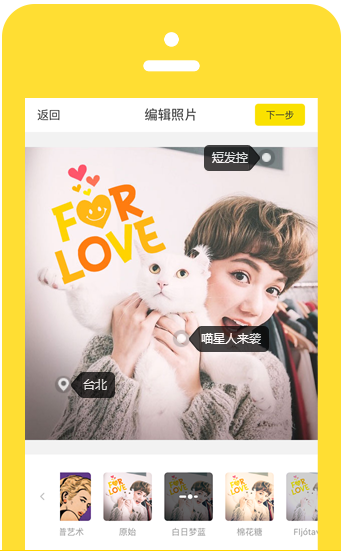 返回
编辑照片
下一步
短发控
FOR
LOVE
喵星人来袭
台北
普艺术
原始
白日梦蓝
棉花糖
Fljótav